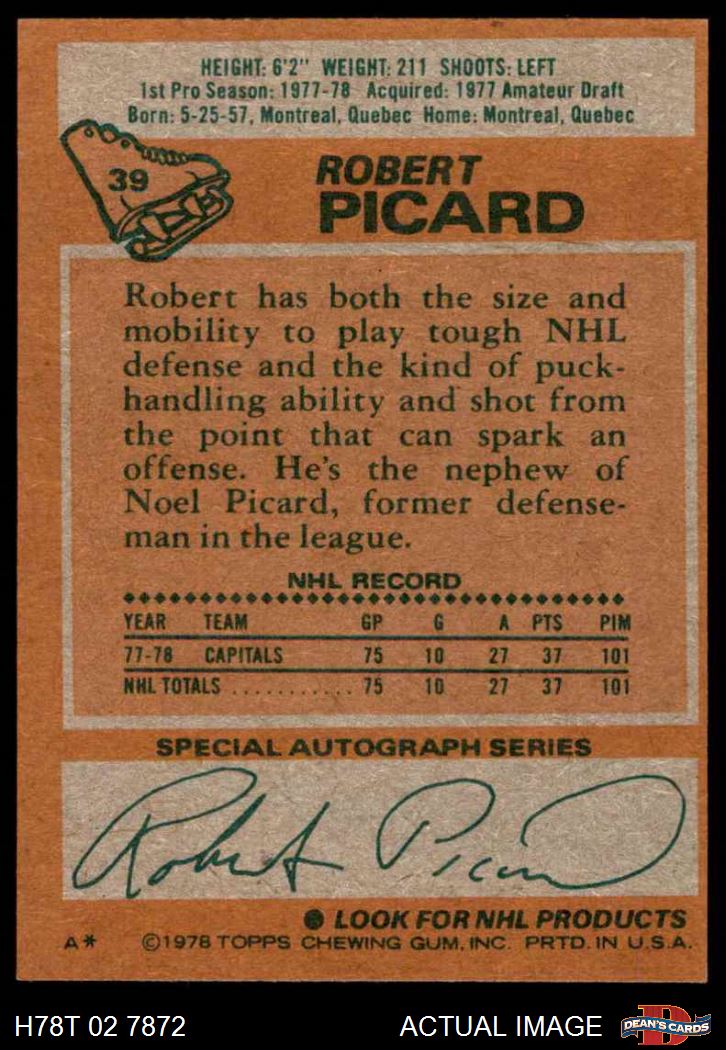 HEIGHT: 6'2" WEIGHT: 211 SHOOTS: LEFT
1st Pro Season: 1977-78 Acquired: 1977 Amateur Draft
Born: 5-25-57, Montreal, Quebec Home: Montreal, Quebec
39
ROBERT
PICARD
Robert has both the size and
mobility to play tough NHL
defense and the kind of puck-
handling ability and shot from
the point that can spark an
offense. He's the nephew of
Noel Picard, former defense-
man in the league.
NHL RECORD
YEAR TEAM GP G A PTS PIM
77-78 CAPITALS 75 10 27 37 101
NHL TOTALS ........... 75 10 27 37 101
SPECIAL AUTOGRAPH SERIES
Robert Picard
● LOOK FOR NHL PRODUCTS
A* ©1978 TOPPS CHEWING GUM, INC. PRTD. IN U.S.A.
H78T 02 7872 ACTUAL IMAGE D DEAN'S CARDS